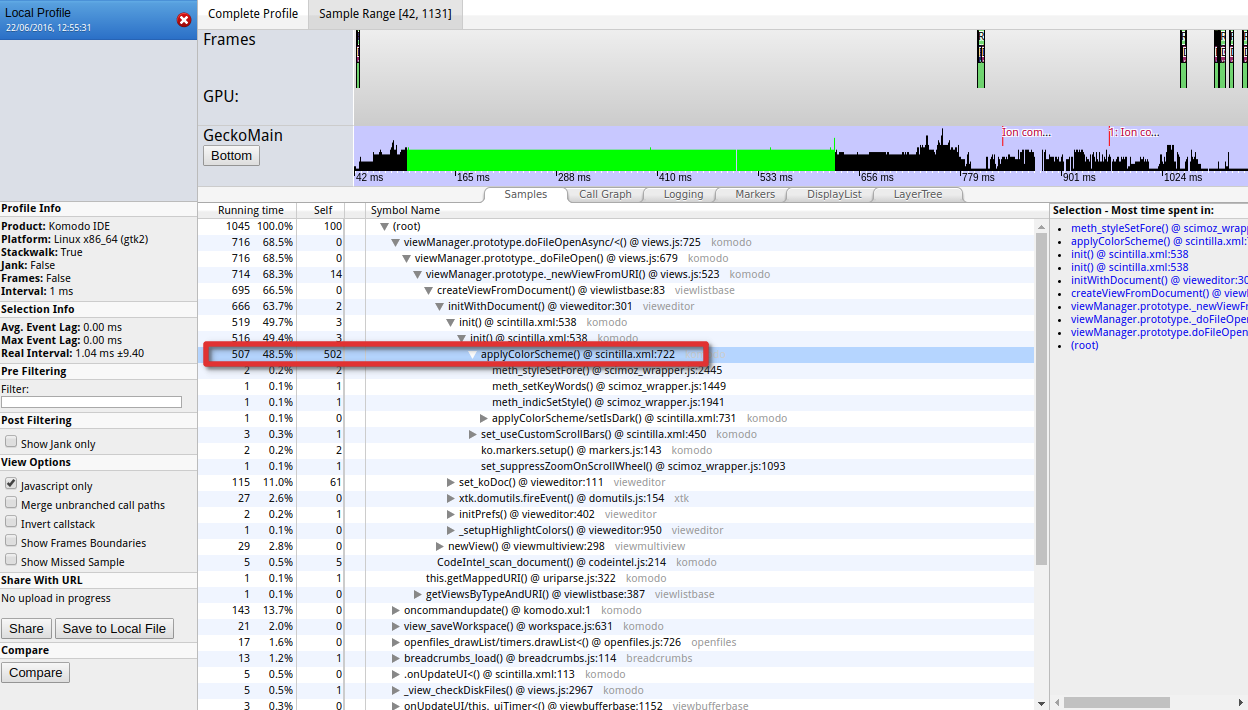 Local Profile
22/06/2016, 12:55:31
Complete Profile
Sample Range [42, 1131]
Frames
GPU:
GeckoMain
Bottom
Ion com...
1: Ion co...
42 ms 165 ms 288 ms 410 ms 533 ms 656 ms 779 ms 901 ms 1024 ms
Samples Call Graph Logging Markers DisplayList LayerTree
Profile Info
Product: Komodo IDE
Platform: Linux x86_64 (gtk2)
Stackwalk: True
Jank: False
Frames: False
Interval: 1 ms
Selection Info
Avg. Event Lag: 0.00 ms
Max Event Lag: 0.00 ms
Real Interval: 1.04 ms ±9.40
Pre Filtering
Filter:
Post Filtering
Show Jank only
View Options
Javascript only
Merge unbranched call paths
Invert callstack
Show Frames Boundaries
Show Missed Sample
Share With URL
No upload in progress
Share
Save to Local File
Compare
Compare
Running time Self Symbol Name
1045 100.0% 100 (root)
716 68.5% 0 viewManager.prototype.doFileOpenAsync/<() @ views.js:725 komodo
716 68.5% 0 viewManager.prototype._doFileOpen() @ views.js:679 komodo
714 68.3% 14 viewManager.prototype._newViewFromURI() @ views.js:523 komodo
695 66.5% 0 createViewFromDocument() @ viewlistbase:83 viewlistbase
666 63.7% 2 initWithDocument() @ vieweditor:301 vieweditor
519 49.7% 3 init() @ scintilla.xml:538 komodo
516 49.4% 3 init() @ scintilla.xml:538 komodo
507 48.5% 502 applyColorScheme() @ scintilla.xml:722
2 0.2% 2 meth_styleSetFore() @ scimoz_wrapper.js:2445
1 0.1% 1 meth_setKeyWords() @ scimoz_wrapper.js:1449
1 0.1% 1 meth_indicSetStyle() @ scimoz_wrapper.js:1941
1 0.1% 0 applyColorScheme/setIsDark() @ scintilla.xml:731 komodo
3 0.3% 1 set_useCustomScrollBars() @ scintilla.xml:450 komodo
2 0.2% 2 ko.markers.setup() @ markers.js:143 komodo
1 0.1% 1 set_suppressZoomOnScrollWheel() @ scimoz_wrapper.js:1093
115 11.0% 61 set_koDoc() @ vieweditor:111 vieweditor
27 2.6% 0 xtk.domutils.fireEvent() @ domutils.js:154 xtk
2 0.2% 1 initPrefs() @ vieweditor:402 vieweditor
1 0.1% 0 _setupHighlightColors() @ vieweditor:950 vieweditor
29 2.8% 0 newView() @ viewmultiview:298 viewmultiview
5 0.5% 5 CodeIntel_scan_document() @ codeintel.js:214 komodo
1 0.1% 1 this.getMappedURI() @ uriparse.js:322 komodo
1 0.1% 0 getViewsByTypeAndURI() @ viewlistbase:387 viewlistbase
143 13.7% 0 oncommandupdate() @ komodo.xul:1 komodo
21 2.0% 0 view_saveWorkspace() @ workspace.js:631 komodo
17 1.6% 0 openfiles_drawList/timers.drawList<() @ openfiles.js:726 openfiles
13 1.2% 1 breadcrumbs_load() @ breadcrumbs.js:114 breadcrumbs
5 0.5% 0 .onUpdateUI<() @ scintilla.xml:113 komodo
5 0.5% 1 _view_checkDiskFiles() @ views.js:2967 komodo
3 0.3% 0 onUpdateUI/this._uiTimer<() @ viewbufferbase:1152 viewbufferbase
Selection - Most time spent in:
meth_styleSetFore() @ scimoz_wrapp
applyColorScheme() @ scintilla.xml:7
init() @ scintilla.xml:538
init() @ scintilla.xml:538
initWithDocument() @ vieweditor:30
createViewFromDocument() @ viewl
viewManager.prototype._newViewFr
viewManager.prototype._doFileOpe
viewManager.prototype.doFileOpen
(root)